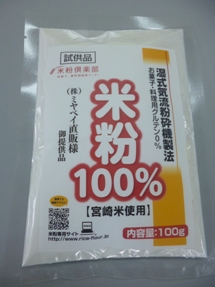 試供品
米粉倶楽部
湿式気流粉砕機製法
お菓子・料理用グルテン0%
(株)ミヤベイ直販様
御提供品
米粉
100%
【宮崎米使用】
米粉専用サイト
内容量:100g